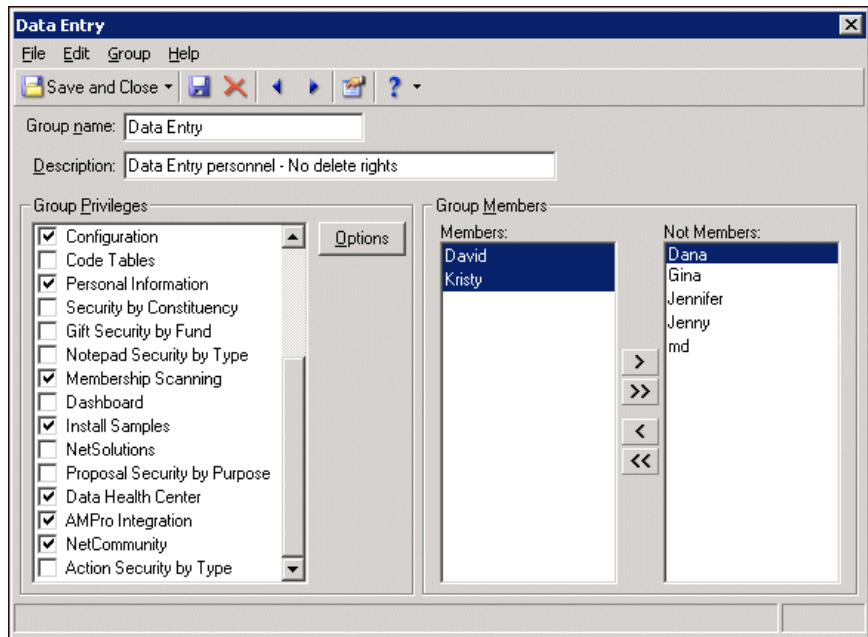 Data Entry
File Edit Group Help
Save and Close
Group name: Data Entry
Description: Data Entry personnel - No delete rights
Group Privileges
Configuration
Code Tables
Personal Information
Security by Constituency
Gift Security by Fund
Notepad Security by Type
Membership Scanning
Dashboard
Install Samples
NetSolutions
Proposal Security by Purpose
Data Health Center
AMPro Integration
NetCommunity
Action Security by Type
Options
Group Members
Members:
David
Kristy
>
>>
<
<<
Not Members:
Dana
Gina
Jennifer
Jenny
md